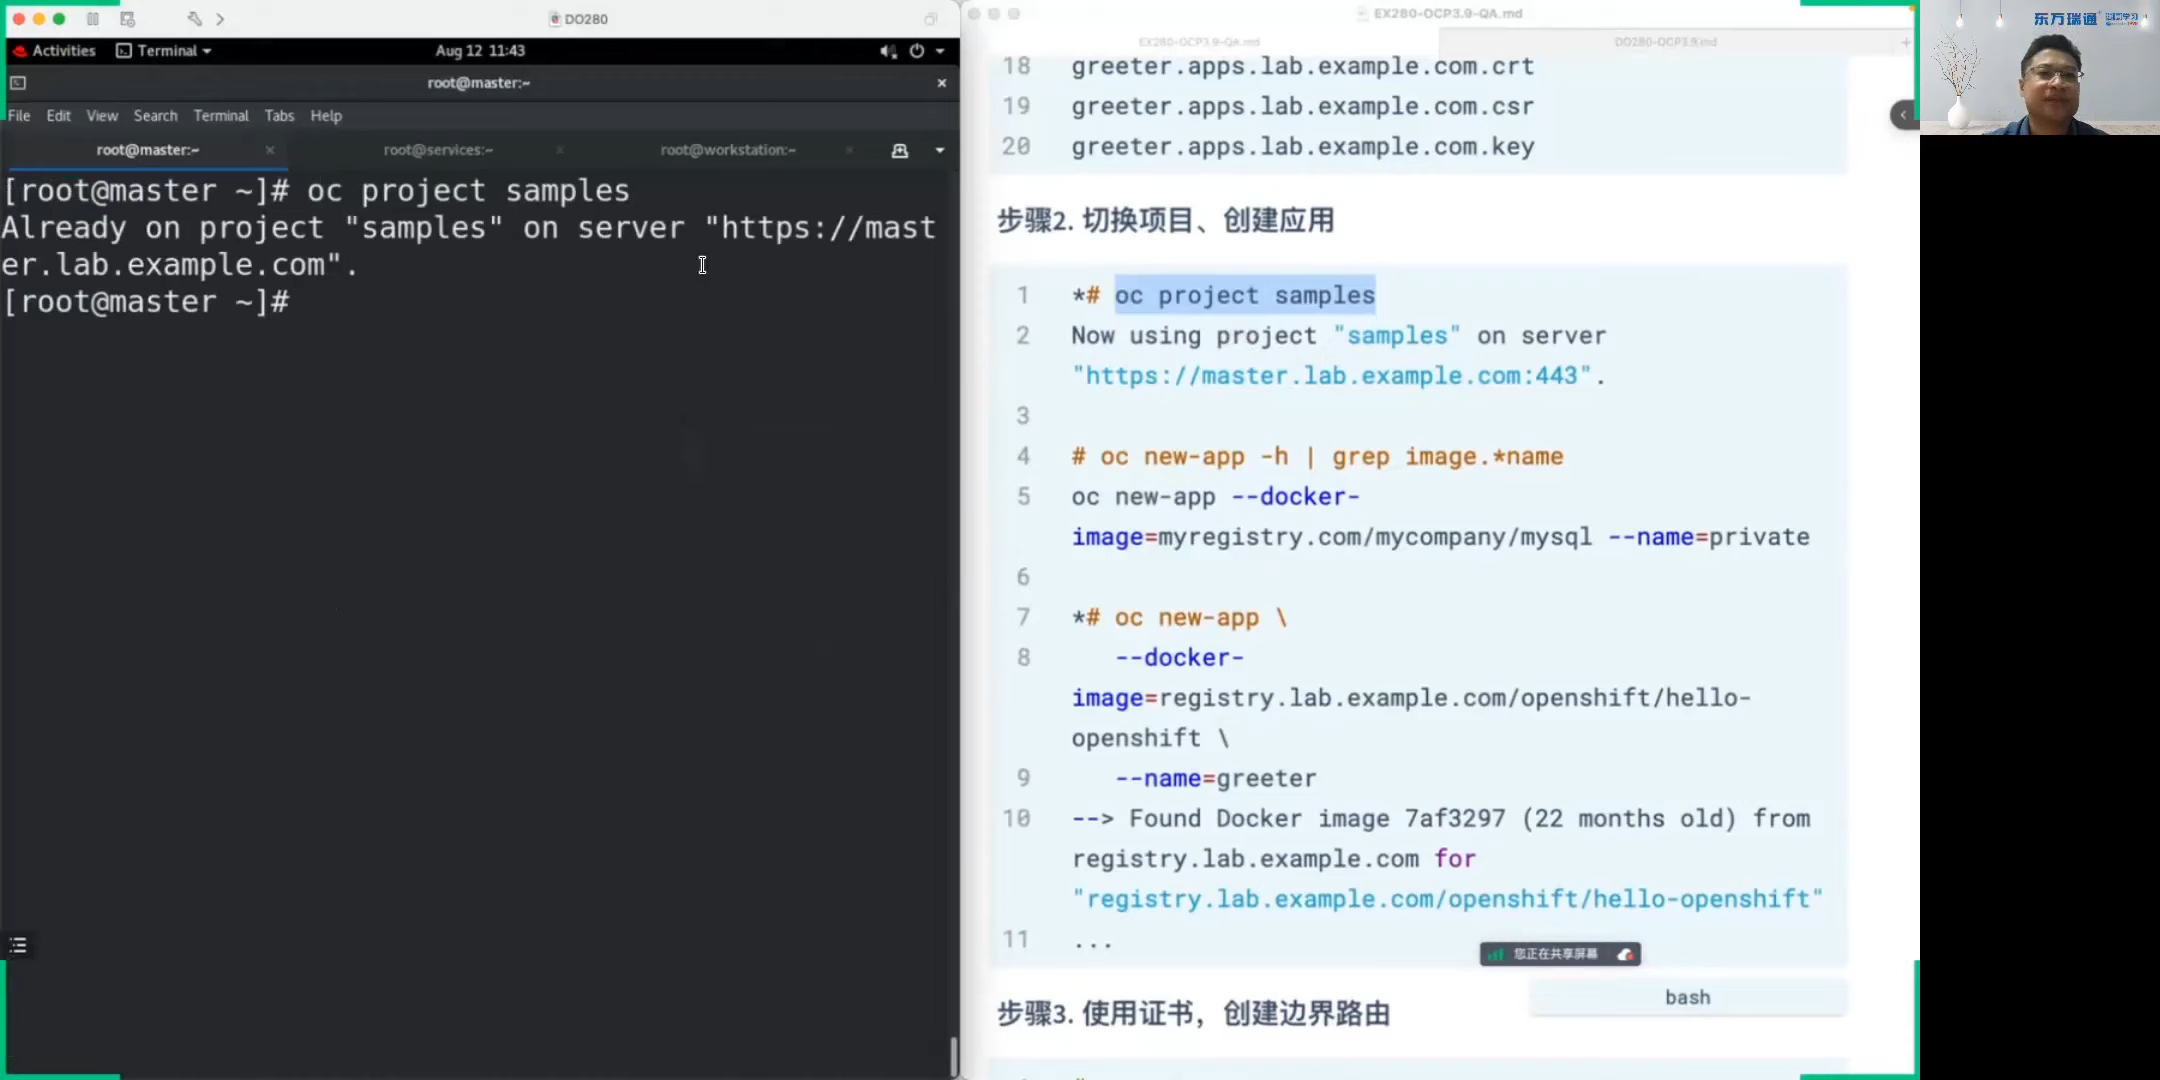 DO280
Activities
Terminal
Aug 12 11:43
root@master:~
File Edit View Search Terminal Tabs Help
root@master:~
root@services:~
root@workstation:~
[root@master ~]# oc project samples
Already on project "samples" on server "https://mast
er.lab.example.com".
[root@master ~]#
EX280-OCP3.9-QA.md
EX280-OCP3.9-QA.md
DO280-OCP3.9.md
18 greeter.apps.lab.example.com.crt
19 greeter.apps.lab.example.com.csr
20 greeter.apps.lab.example.com.key
步骤2. 切换项目、创建应用
1 *# oc project samples
2 Now using project "samples" on server
"https://master.lab.example.com:443".
3
4 # oc new-app -h | grep image.*name
5 oc new-app --docker-
image=myregistry.com/mycompany/mysql --name=private
6
7 *# oc new-app \
8 --docker-
image=registry.lab.example.com/openshift/hello-
openshift \
9 --name=greeter
10 --> Found Docker image 7af3297 (22 months old) from
registry.lab.example.com for
"registry.lab.example.com/openshift/hello-openshift"
11 ...
您正在共享屏幕
bash
步骤3. 使用证书，创建边界路由
东方瑞通